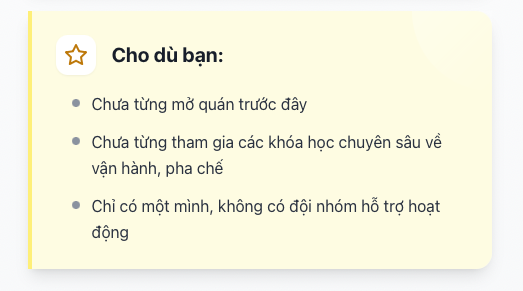 Cho dù bạn:
Chưa từng mở quán trước đây
Chưa từng tham gia các khóa học chuyên sâu về
vận hành, pha chế
Chỉ có một mình, không có đội nhóm hỗ trợ hoạt
động